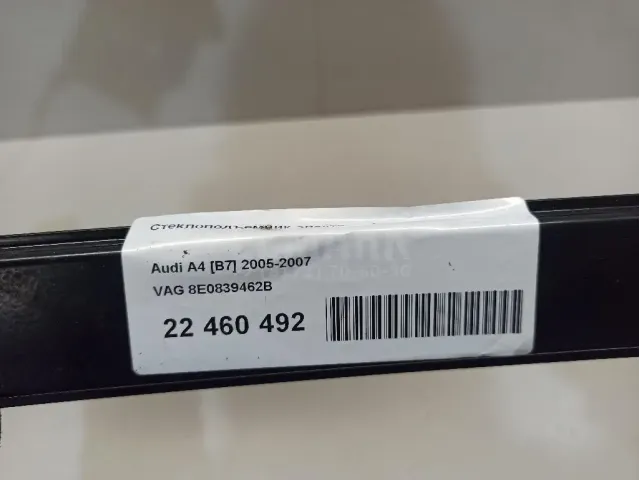 Стеклоподъемник
Audi A4 [B7] 2005-2007
VAG 8E0839462B
22 460 492